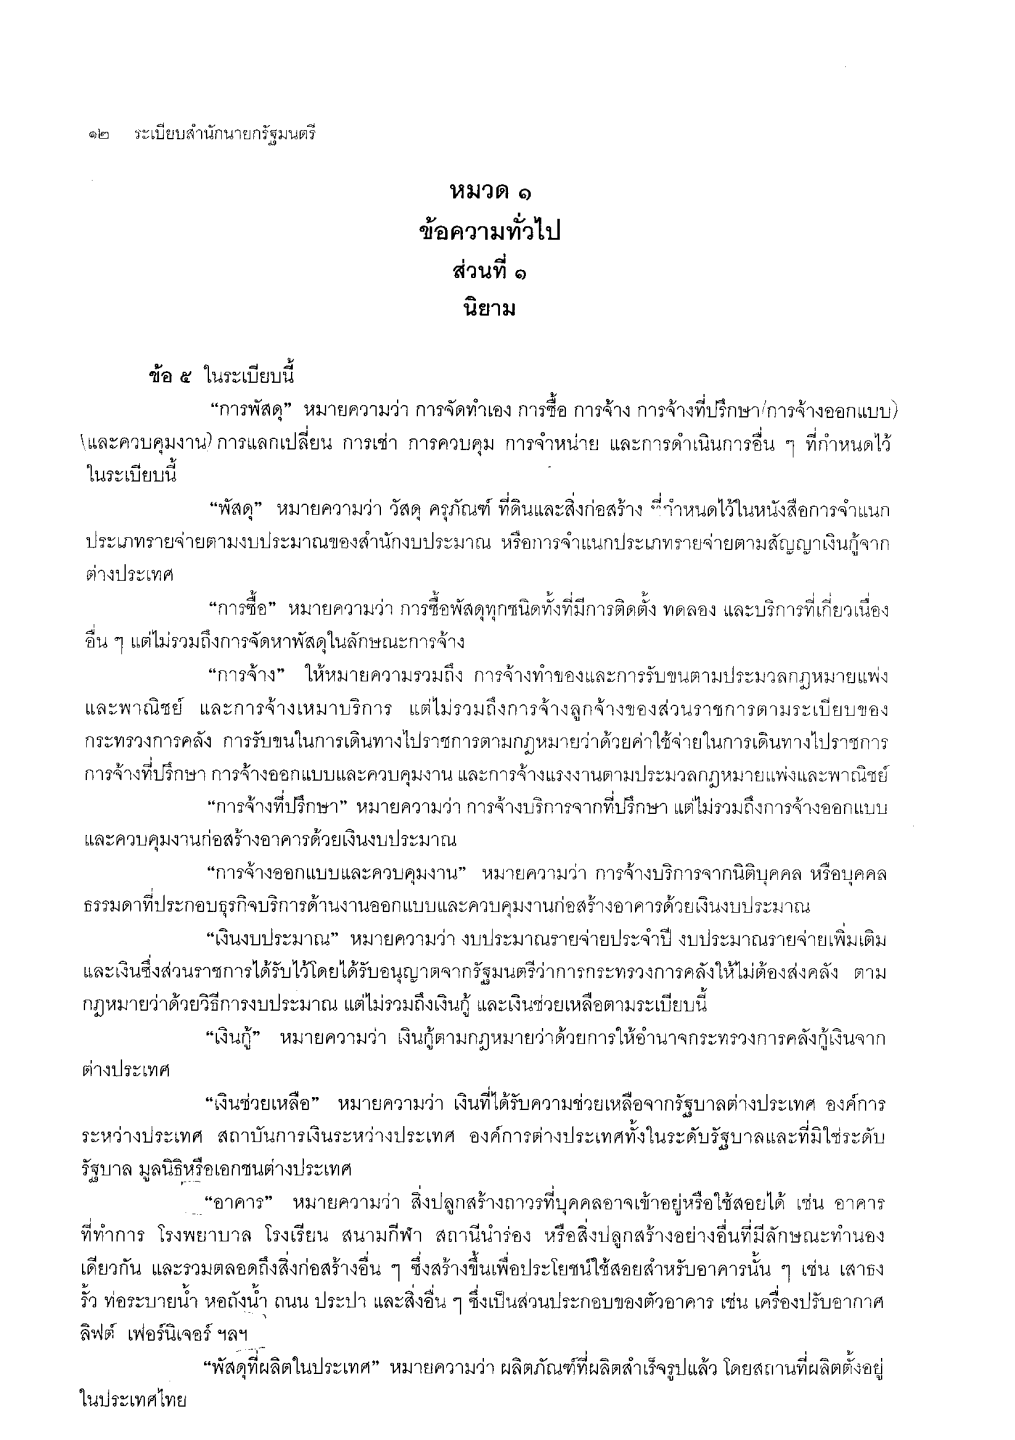 ๑๒ ระเบียบสำนักนายกรัฐมนตรี
หมวด ๑
ข้อความทั่วไป
ส่วนที่ ๑
นิยาม
ข้อ ๕ ในระเบียบนี้
“การพัสดุ” หมายความว่า การจัดทำเอง การซื้อ การจ้าง การจ้างที่ปรึกษา/การจ้างออกแบบ)
(และควบคุมงาน) การแลกเปลี่ยน การเช่า การควบคุม การจำหน่าย และการดำเนินการอื่น ๆ ที่กำหนดไว้
ในระเบียบนี้
“พัสดุ” หมายความว่า วัสดุ ครุภัณฑ์ ที่ดินและสิ่งก่อสร้าง ที่กำหนดไว้ในหนังสือการจำแนก
ประเภทรายจ่ายตามงบประมาณของสำนักงบประมาณ หรือการจำแนกประเภทรายจ่ายตามสัญญาเงินกู้จาก
ต่างประเทศ
“การซื้อ” หมายความว่า การซื้อพัสดุทุกชนิดทั้งที่มีการติดตั้ง ทดลอง และบริการที่เกี่ยวเนื่อง
อื่น ๆ แต่ไม่รวมถึงการจัดหาพัสดุในลักษณะการจ้าง
“การจ้าง” ให้หมายความรวมถึง การจ้างทำของและการรับขนตามประมวลกฎหมายแพ่ง
และพาณิชย์ และการจ้างเหมาบริการ แต่ไม่รวมถึงการจ้างลูกจ้างของส่วนราชการตามระเบียบของ
กระทรวงการคลัง การรับขนในการเดินทางไปราชการตามกฎหมายว่าด้วยค่าใช้จ่ายในการเดินทางไปราชการ
การจ้างที่ปรึกษา การจ้างออกแบบและควบคุมงาน และการจ้างแรงงานตามประมวลกฎหมายแพ่งและพาณิชย์
“การจ้างที่ปรึกษา” หมายความว่า การจ้างบริการจากที่ปรึกษา แต่ไม่รวมถึงการจ้างออกแบบ
และควบคุมงานก่อสร้างอาคารด้วยเงินงบประมาณ
“การจ้างออกแบบและควบคุมงาน” หมายความว่า การจ้างบริการจากนิติบุคคล หรือบุคคล
ธรรมดาที่ประกอบธุรกิจบริการด้านงานออกแบบและควบคุมงานก่อสร้างอาคารด้วยเงินงบประมาณ
“เงินงบประมาณ” หมายความว่า งบประมาณรายจ่ายประจำปี งบประมาณรายจ่ายเพิ่มเติม
และเงินซึ่งส่วนราชการได้รับไว้โดยได้รับอนุญาตจากรัฐมนตรีว่าการกระทรวงการคลังให้ไม่ต้องส่งคลัง ตาม
กฎหมายว่าด้วยวิธีการงบประมาณ แต่ไม่รวมถึงเงินกู้ และเงินช่วยเหลือตามระเบียบนี้
“เงินกู้” หมายความว่า เงินกู้ตามกฎหมายว่าด้วยการให้อำนาจกระทรวงการคลังกู้เงินจาก
ต่างประเทศ
“เงินช่วยเหลือ” หมายความว่า เงินที่ได้รับความช่วยเหลือจากรัฐบาลต่างประเทศ องค์การ
ระหว่างประเทศ สถาบันการเงินระหว่างประเทศ องค์การต่างประเทศทั้งในระดับรัฐบาลและที่มิใช่ระดับ
รัฐบาล มูลนิธิหรือเอกชนต่างประเทศ
“อาคาร” หมายความว่า สิ่งปลูกสร้างถาวรที่บุคคลอาจเข้าอยู่หรือใช้สอยได้ เช่น อาคาร
ที่ทำการ โรงพยาบาล โรงเรียน สนามกีฬา สถานีนำร่อง หรือสิ่งปลูกสร้างอย่างอื่นที่มีลักษณะทำนอง
เดียวกัน และรวมตลอดถึงสิ่งก่อสร้างอื่น ๆ ซึ่งสร้างขึ้นเพื่อประโยชน์ใช้สอยสำหรับอาคารนั้น ๆ เช่น เสาธง
รั้ว ท่อระบายน้ำ หอถังน้ำ ถนน ประปา และสิ่งอื่น ๆ ซึ่งเป็นส่วนประกอบของตัวอาคาร เช่น เครื่องปรับอากาศ
ลิฟต์ เฟอร์นิเจอร์ ฯลฯ
“พัสดุที่ผลิตในประเทศ” หมายความว่า ผลิตภัณฑ์ที่ผลิตสำเร็จรูปแล้ว โดยสถานที่ผลิตตั้งอยู่
ในประเทศไทย